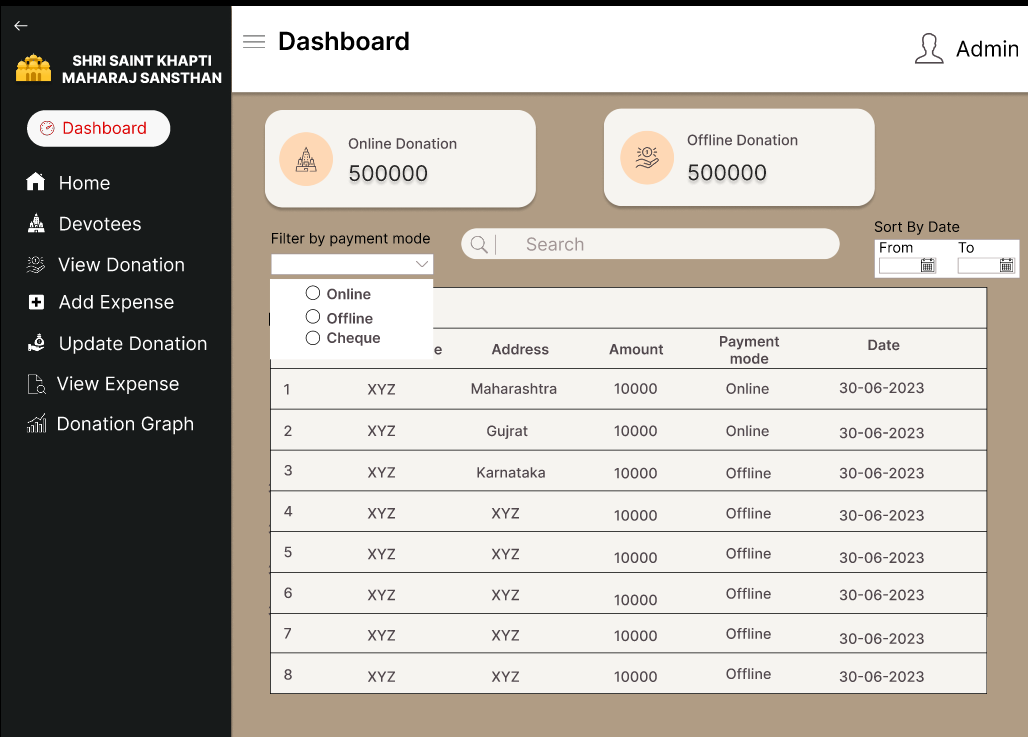 SHRI SAINT KHAPTI
MAHARAJ SANSTHAN
Dashboard
Home
Devotees
View Donation
Add Expense
Update Donation
View Expense
Donation Graph
Dashboard
Admin
Online Donation
500000
Offline Donation
500000
Filter by payment mode
Search
Sort By Date
From To
Online
Offline
Cheque
e Address Amount Payment mode Date
1 XYZ Maharashtra 10000 Online 30-06-2023
2 XYZ Gujrat 10000 Online 30-06-2023
3 XYZ Karnataka 10000 Offline 30-06-2023
4 XYZ XYZ 10000 Offline 30-06-2023
5 XYZ XYZ 10000 Offline 30-06-2023
6 XYZ XYZ 10000 Offline 30-06-2023
7 XYZ XYZ 10000 Offline 30-06-2023
8 XYZ XYZ 10000 Offline 30-06-2023